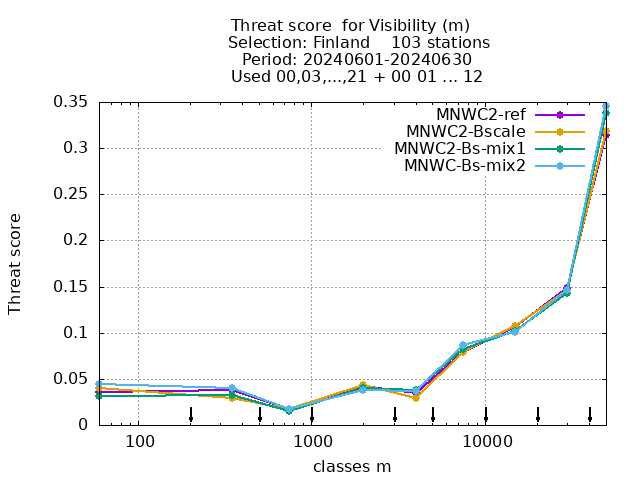 Threat score  for Visibility (m)
Selection: Finland    103 stations
Period: 20240601-20240630
Used 00,03,...,21 + 00 01 ... 12
0.35
0.3
0.25
0.2
0.15
0.1
0.05
0
Threat score
MNWC2-ref
MNWC2-Bscale
MNWC2-Bs-mix1
MNWC-Bs-mix2
100
1000
10000
classes m